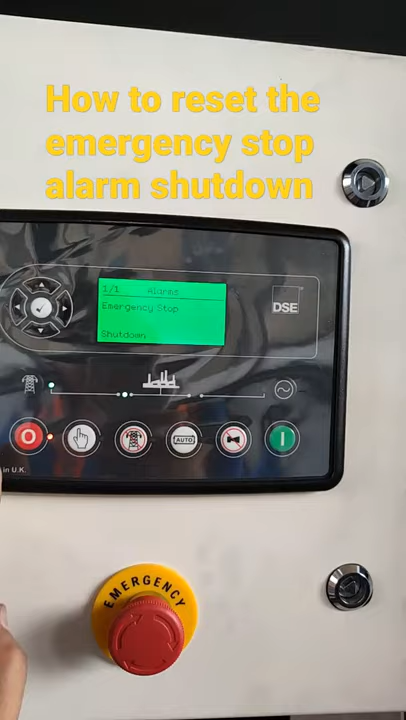 How to reset the
emergency stop
alarm shutdown
1/1 Alarms
Emergency Stop
Shutdown
DSE
O
AUTO
I
in U.K.
EMERGENCY